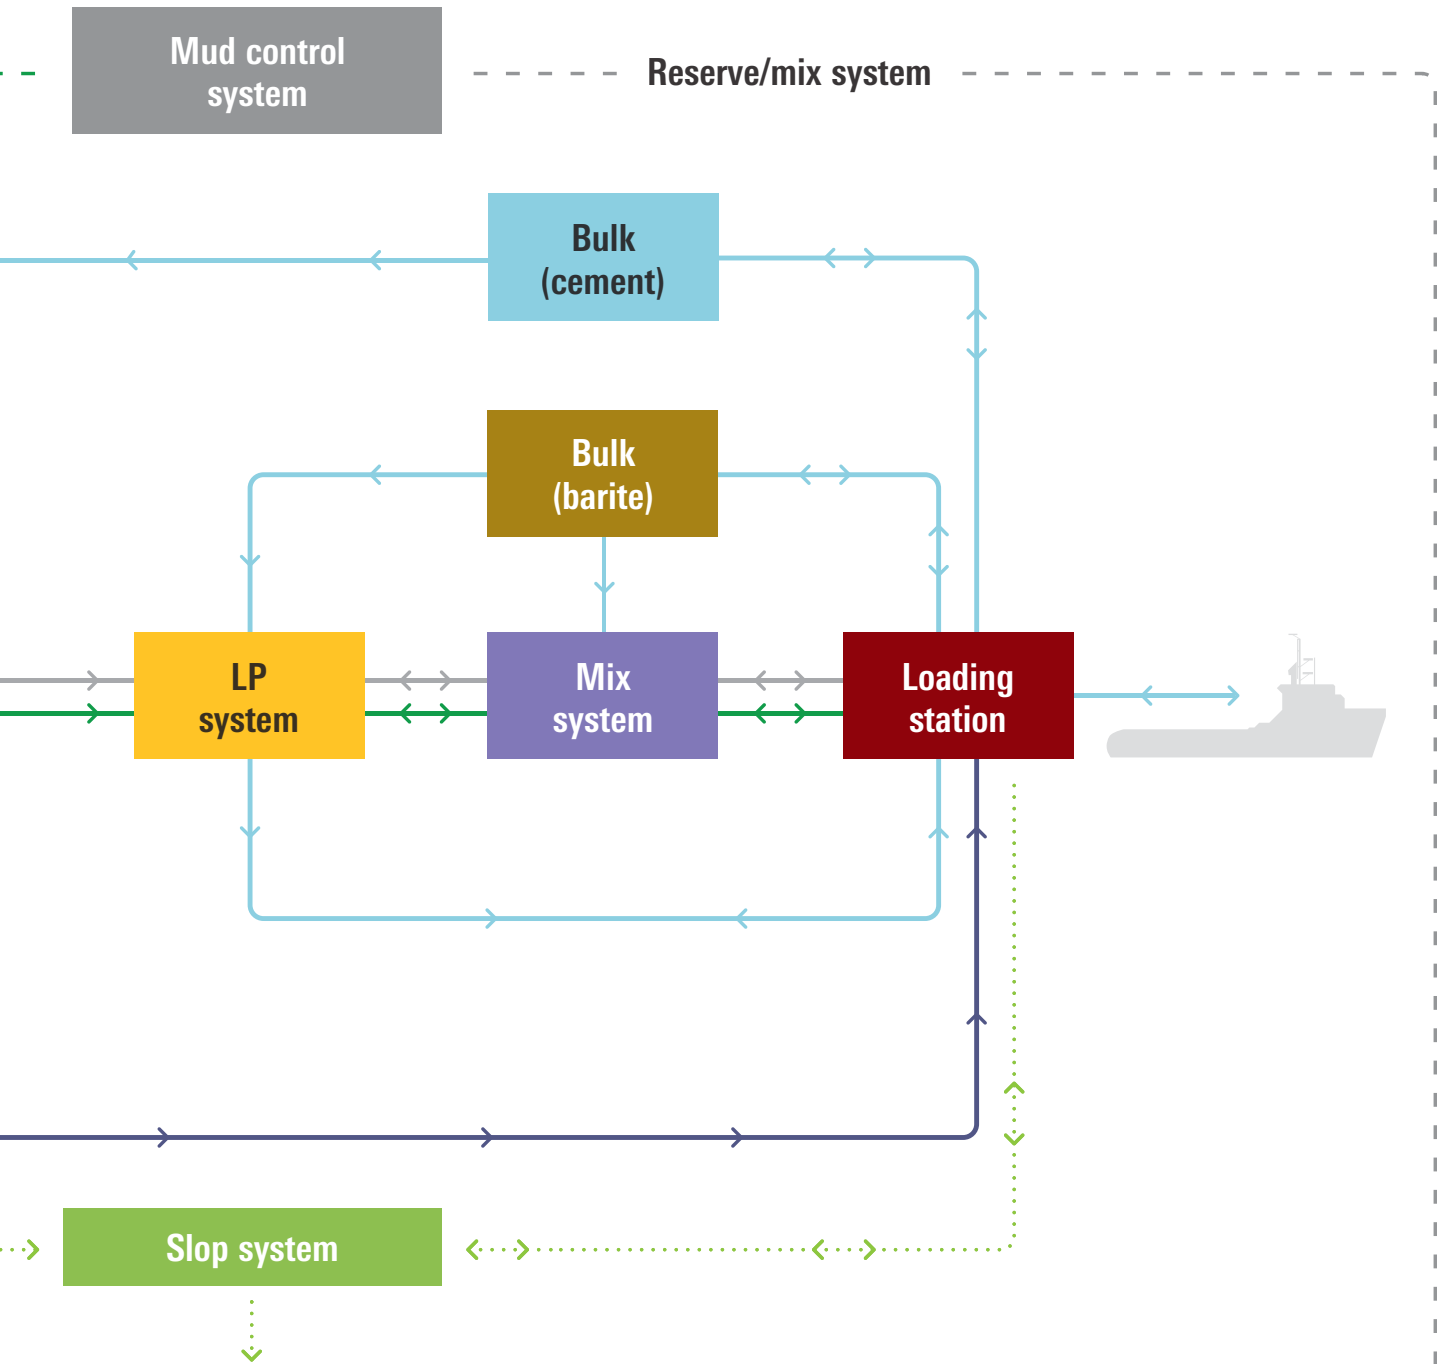 Mud control
system
Reserve/mix system
Bulk
(cement)
Bulk
(barite)
LP
system
Mix
system
Loading
station
Slop system